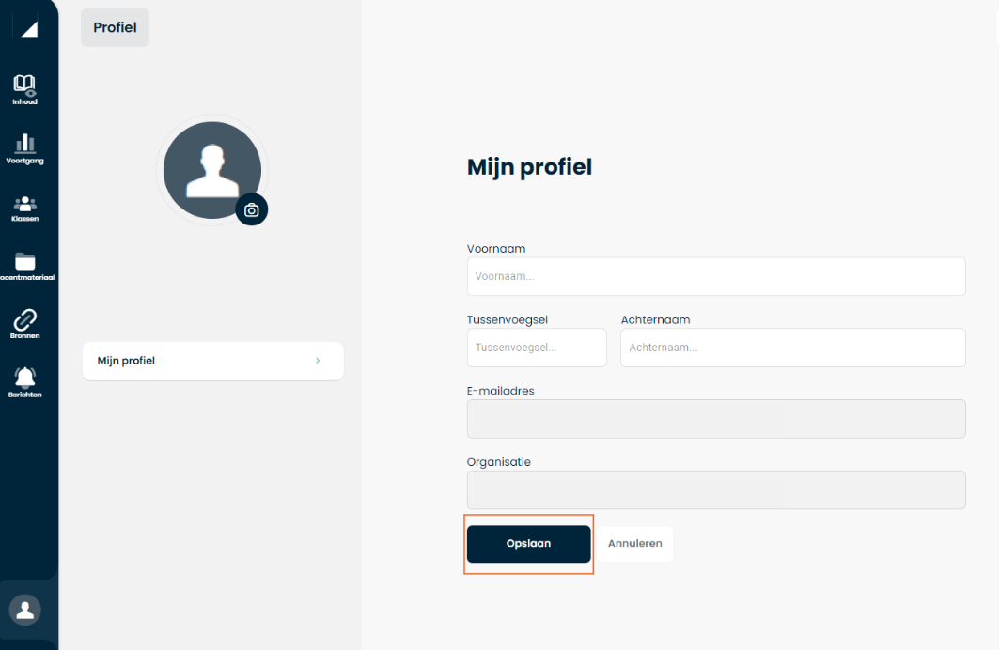 Profiel
Inhoud
Voortgang
Klassen
ocentmateriaal
Bronnen
Berichten
Mijn profiel
Mijn profiel
Voornaam
Voornaam...
Tussenvoegsel Achternaam
Tussenvoegsel... Achternaam...
E-mailadres
Organisatie
Opslaan Annuleren